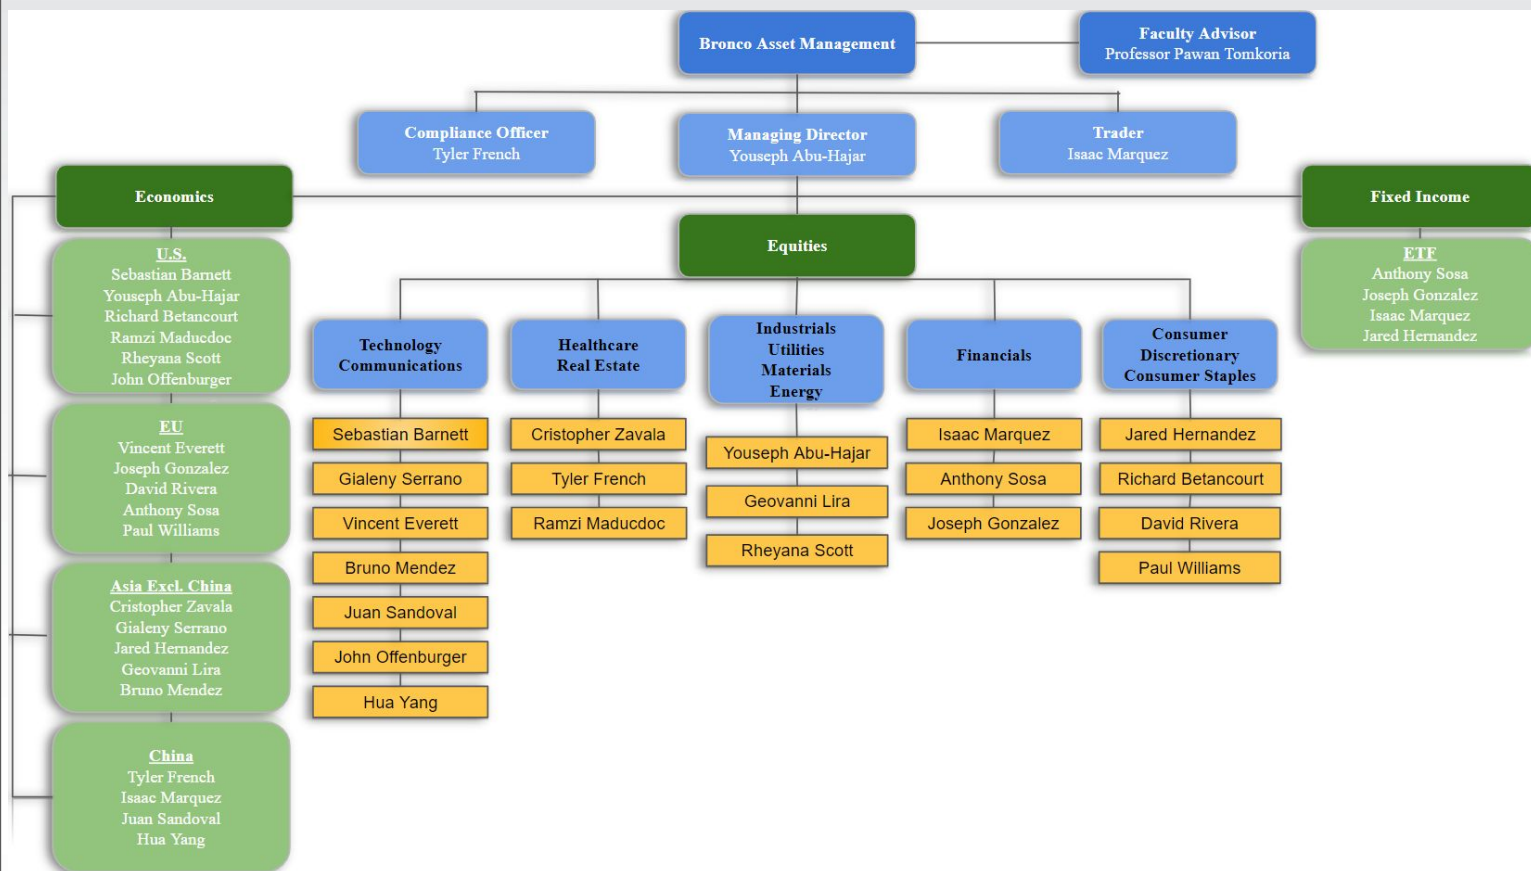 Bronco Asset Management
Faculty Advisor
Professor Pawan Tomkoria
Compliance Officer
Tyler French
Managing Director
Youseph Abu-Hajar
Trader
Isaac Marquez
Economics
Fixed Income
Equities
U.S.
Sebastian Barnett
Youseph Abu-Hajar
Richard Betancourt
Ramzi Maducdoc
Rheyana Scott
John Offenburger
EU
Vincent Everett
Joseph Gonzalez
David Rivera
Anthony Sosa
Paul Williams
Asia Excl. China
Cristopher Zavala
Gialeny Serrano
Jared Hernandez
Geovanni Lira
Bruno Mendez
China
Tyler French
Isaac Marquez
Juan Sandoval
Hua Yang
Technology
Communications
Sebastian Barnett
Gialeny Serrano
Vincent Everett
Bruno Mendez
Juan Sandoval
John Offenburger
Hua Yang
Healthcare
Real Estate
Cristopher Zavala
Tyler French
Ramzi Maducdoc
Industrials
Utilities
Materials
Energy
Youseph Abu-Hajar
Geovanni Lira
Rheyana Scott
Financials
Isaac Marquez
Anthony Sosa
Joseph Gonzalez
Consumer
Discretionary
Consumer Staples
Jared Hernandez
Richard Betancourt
David Rivera
Paul Williams
ETF
Anthony Sosa
Joseph Gonzalez
Isaac Marquez
Jared Hernandez